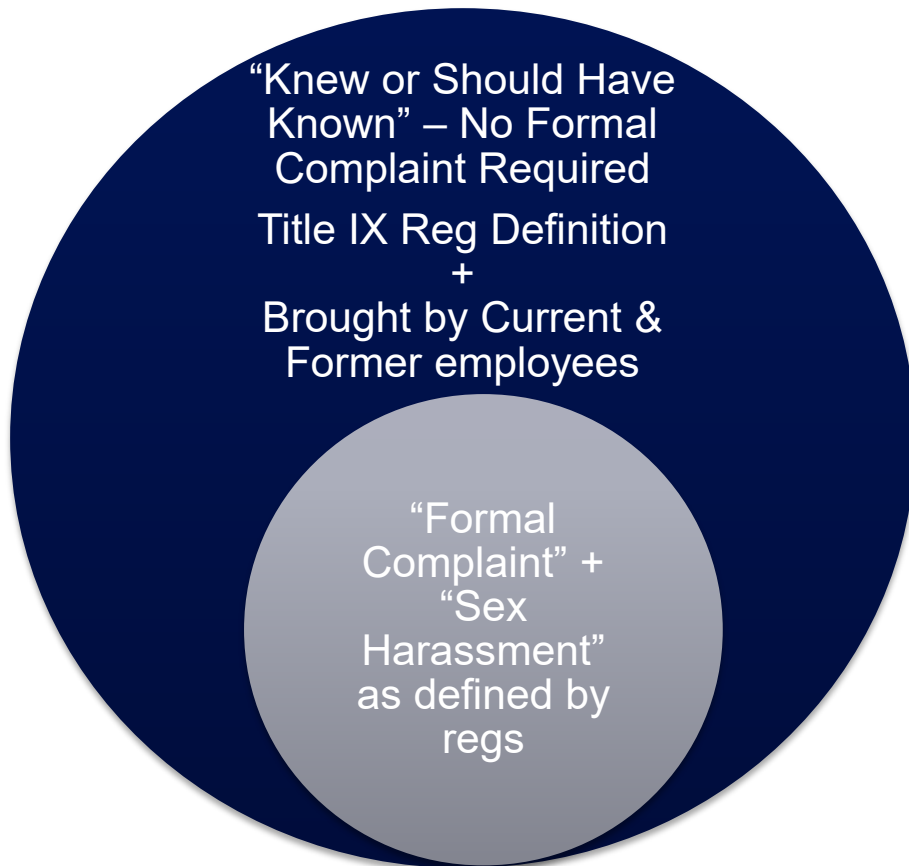 “Knew or Should Have
Known” – No Formal
Complaint Required
Title IX Reg Definition
+
Brought by Current &
Former employees
“Formal
Complaint” +
“Sex
Harassment”
as defined by
regs